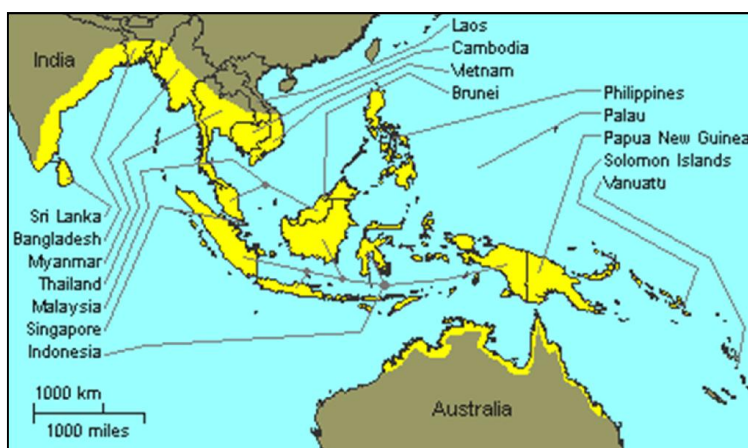 Laos
Cambodia
Vietnam
Brunei
India
Philippines
Palau
Papua New Guinea
Solomon Islands
Vanuatu
Sri Lanka
Bangladesh
Myanmar
Thailand
Malaysia
Singapore
Indonesia
1000 km
1000 miles
Australia